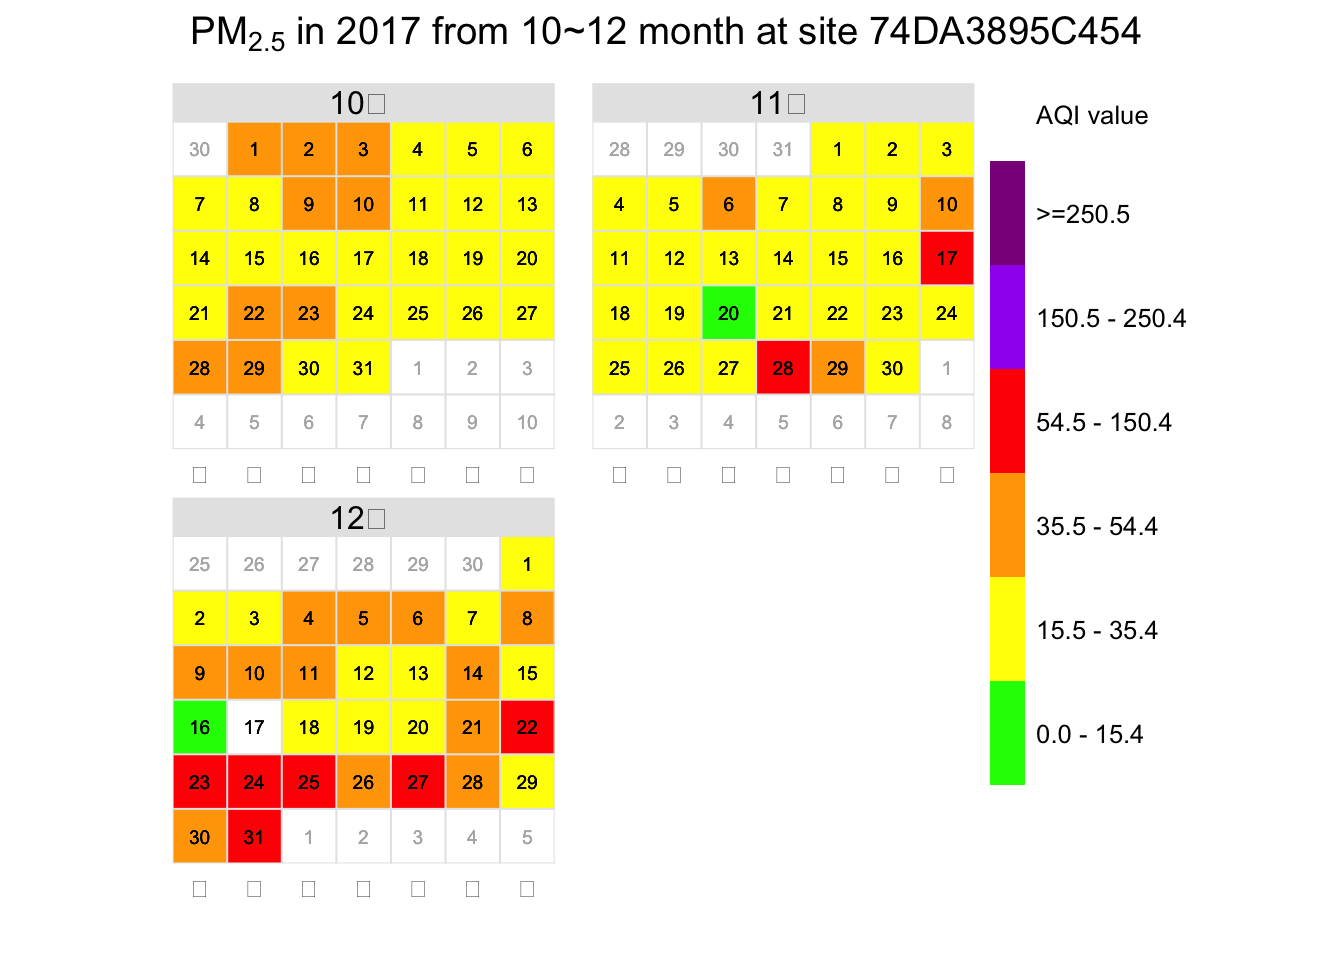 PM2.5 in 2017 from 10~12 month at site 74DA3895C454
10□
30 1 2 3 4 5 6
7 8 9 10 11 12 13
14 15 16 17 18 19 20
21 22 23 24 25 26 27
28 29 30 31 1 2 3
4 5 6 7 8 9 10
□ □ □ □ □ □ □
11□
28 29 30 31 1 2 3
4 5 6 7 8 9 10
11 12 13 14 15 16 17
18 19 20 21 22 23 24
25 26 27 28 29 30 1
2 3 4 5 6 7 8
□ □ □ □ □ □ □
12□
25 26 27 28 29 30 1
2 3 4 5 6 7 8
9 10 11 12 13 14 15
16 17 18 19 20 21 22
23 24 25 26 27 28 29
30 31 1 2 3 4 5
□ □ □ □ □ □ □
AQI value
>=250.5
150.5 - 250.4
54.5 - 150.4
35.5 - 54.4
15.5 - 35.4
0.0 - 15.4